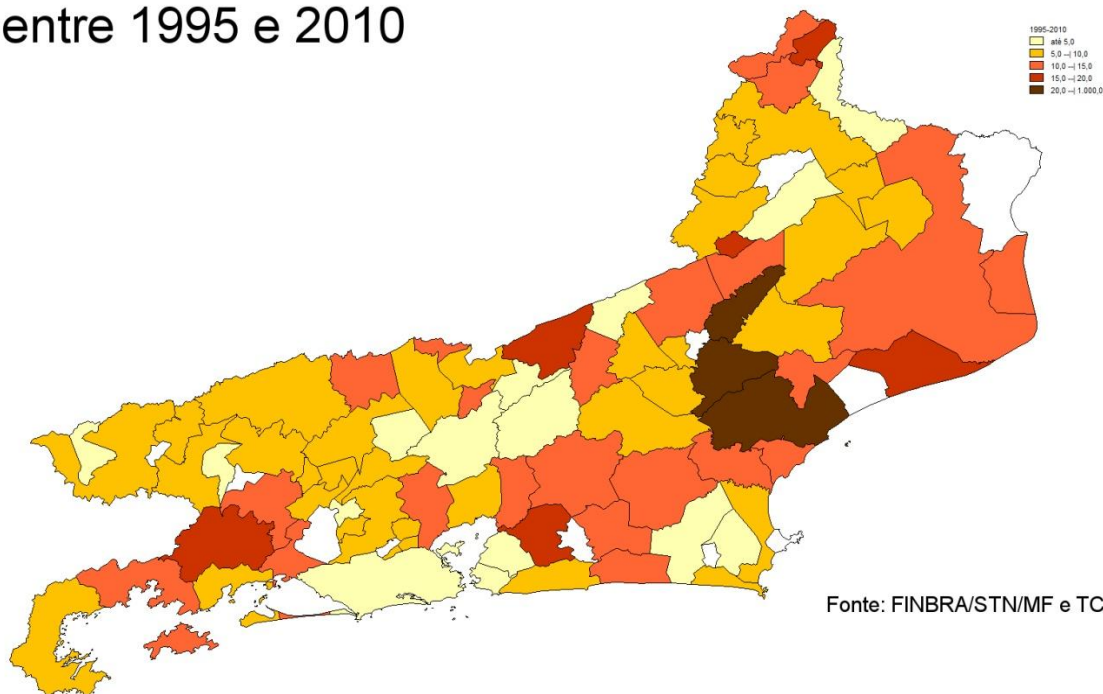 entre 1995 e 2010
1995-2010
até 5,0
5,0 --| 10,0
10,0 --| 15,0
15,0 --| 20,0
20,0 --| 1.000,0
Fonte: FINBRA/STN/MF e TC